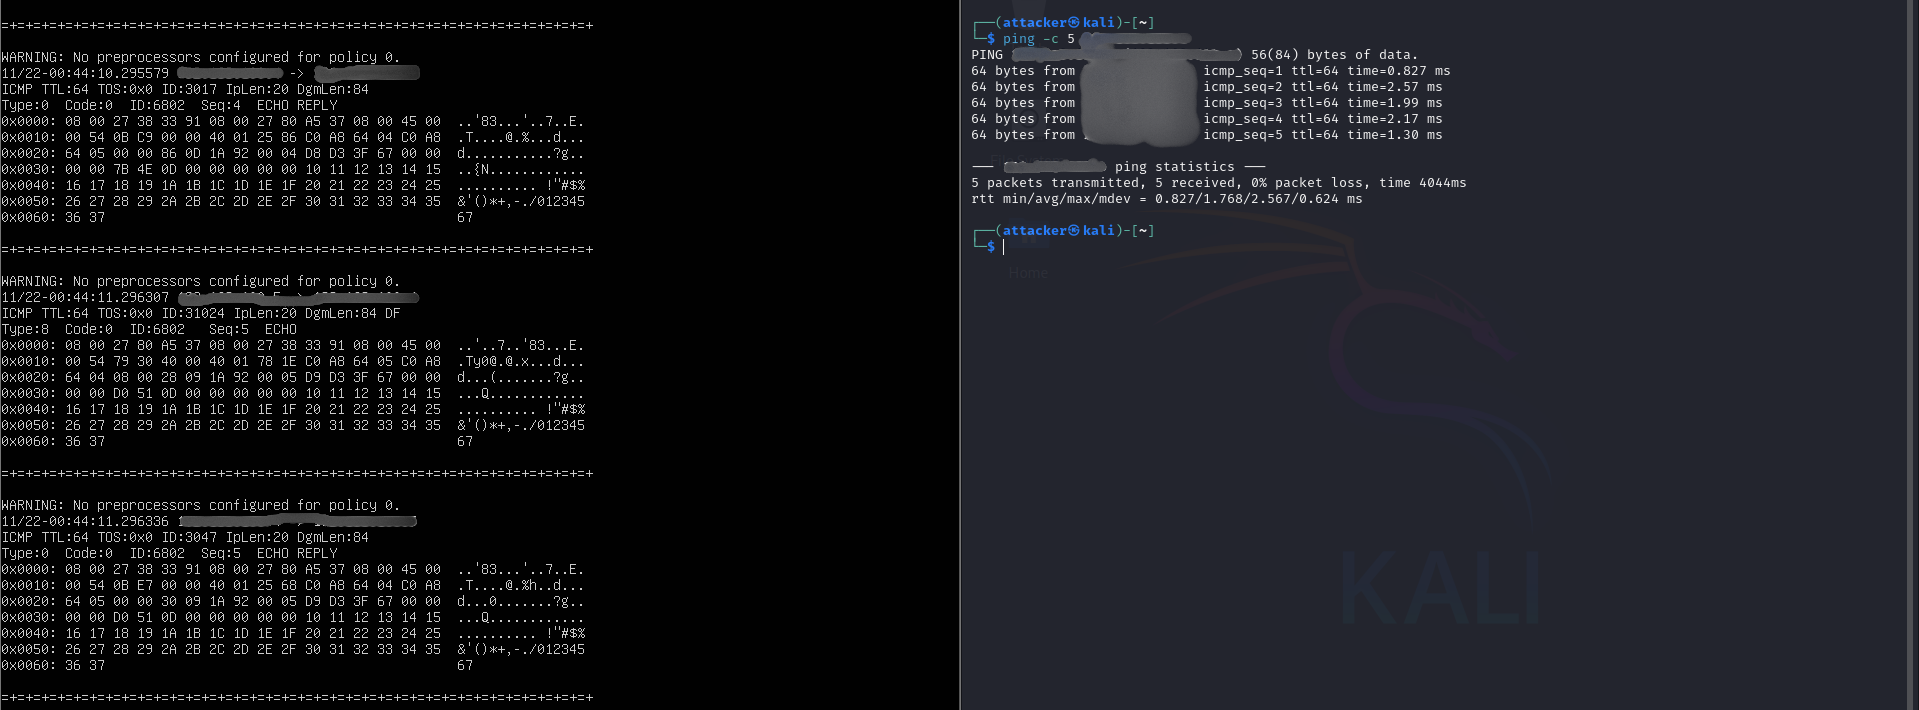 =+=+=+=+=+=+=+=+=+=+=+=+=+=+=+=+=+=+=+=+=+=+=+=+=+=+=+=+=+=+=+=+=+=+=+=+=+
WARNING: No preprocessors configured for policy 0.
11/22-00:44:10.295579 ->
ICMP TTL:64 TOS:0x0 ID:3017 IpLen:20 DgmLen:84
Type:0  Code:0  ID:6802  Seq:4  ECHO REPLY
0x0000: 08 00 27 38 33 91 08 00 27 80 A5 37 08 00 45 00  ..'83...'..7..E.
0x0010: 00 54 0B C9 00 00 40 01 25 86 C0 A8 64 04 C0 A8  .T....@.%...d...
0x0020: 64 05 00 00 86 0D 1A 92 00 04 D8 D3 3F 67 00 00  d...........?g..
0x0030: 00 00 7B 4E 0D 00 00 00 00 00 10 11 12 13 14 15  ..{N............
0x0040: 16 17 18 19 1A 1B 1C 1D 1E 1F 20 21 22 23 24 25  .......... !"#$%
0x0050: 26 27 28 29 2A 2B 2C 2D 2E 2F 30 31 32 33 34 35  &'()*+,-./012345
0x0060: 36 37  67
=+=+=+=+=+=+=+=+=+=+=+=+=+=+=+=+=+=+=+=+=+=+=+=+=+=+=+=+=+=+=+=+=+=+=+=+=+
WARNING: No preprocessors configured for policy 0.
11/22-00:44:11.296307
ICMP TTL:64 TOS:0x0 ID:31024 IpLen:20 DgmLen:84 DF
Type:8  Code:0  ID:6802   Seq:5  ECHO
0x0000: 08 00 27 80 A5 37 08 00 27 38 33 91 08 00 45 00  ..'..7..'83...E.
0x0010: 00 54 79 30 40 00 40 01 78 1E C0 A8 64 05 C0 A8  .Ty0@.@.x...d...
0x0020: 64 04 08 00 28 09 1A 92 00 05 D9 D3 3F 67 00 00  d...(.......?g..
0x0030: 00 00 D0 51 0D 00 00 00 00 00 10 11 12 13 14 15  ...Q............
0x0040: 16 17 18 19 1A 1B 1C 1D 1E 1F 20 21 22 23 24 25  .......... !"#$%
0x0050: 26 27 28 29 2A 2B 2C 2D 2E 2F 30 31 32 33 34 35  &'()*+,-./012345
0x0060: 36 37  67
=+=+=+=+=+=+=+=+=+=+=+=+=+=+=+=+=+=+=+=+=+=+=+=+=+=+=+=+=+=+=+=+=+=+=+=+=+
WARNING: No preprocessors configured for policy 0.
11/22-00:44:11.296336
ICMP TTL:64 TOS:0x0 ID:3047 IpLen:20 DgmLen:84
Type:0  Code:0  ID:6802  Seq:5  ECHO REPLY
0x0000: 08 00 27 38 33 91 08 00 27 80 A5 37 08 00 45 00  ..'83...'..7..E.
0x0010: 00 54 0B E7 00 00 40 01 25 68 C0 A8 64 04 C0 A8  .T....@.%h..d...
0x0020: 64 05 00 00 30 09 1A 92 00 05 D9 D3 3F 67 00 00  d...0.......?g..
0x0030: 00 00 D0 51 0D 00 00 00 00 00 10 11 12 13 14 15  ...Q............
0x0040: 16 17 18 19 1A 1B 1C 1D 1E 1F 20 21 22 23 24 25  .......... !"#$%
0x0050: 26 27 28 29 2A 2B 2C 2D 2E 2F 30 31 32 33 34 35  &'()*+,-./012345
0x0060: 36 37  67
=+=+=+=+=+=+=+=+=+=+=+=+=+=+=+=+=+=+=+=+=+=+=+=+=+=+=+=+=+=+=+=+=+=+=+=+=+
┌──(attacker㉿kali)-[~]
└─$ ping -c 5
PING ) 56(84) bytes of data.
64 bytes from icmp_seq=1 ttl=64 time=0.827 ms
64 bytes from icmp_seq=2 ttl=64 time=2.57 ms
64 bytes from icmp_seq=3 ttl=64 time=1.99 ms
64 bytes from icmp_seq=4 ttl=64 time=2.17 ms
64 bytes from icmp_seq=5 ttl=64 time=1.30 ms
--- ping statistics ---
5 packets transmitted, 5 received, 0% packet loss, time 4044ms
rtt min/avg/max/mdev = 0.827/1.768/2.567/0.624 ms
┌──(attacker㉿kali)-[~]
└─$
Home
KALI